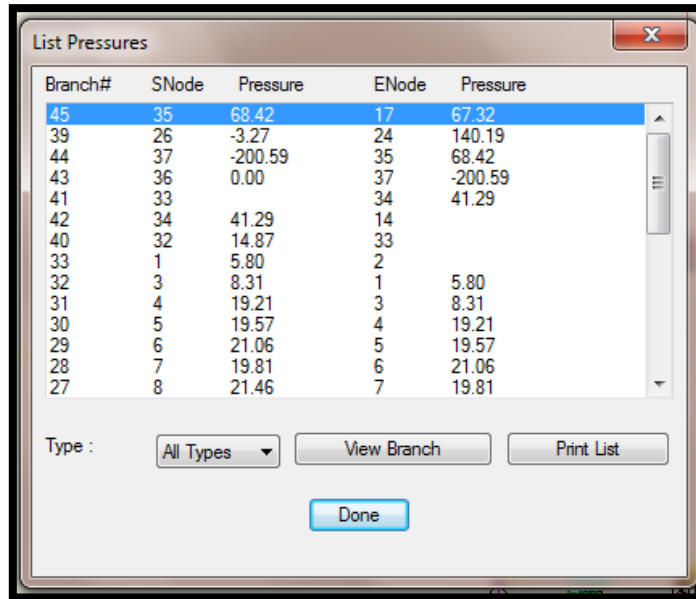 List Pressures
Branch# SNode Pressure ENode Pressure
45 35 68.42 17 67.32
39 26 -3.27 24 140.19
44 37 -200.59 35 68.42
43 36 0.00 37 -200.59
41 33 34 41.29
42 34 41.29 14
40 32 14.87 33
33 1 5.80 2
32 3 8.31 1 5.80
31 4 19.21 3 8.31
30 5 19.57 4 19.21
29 6 21.06 5 19.57
28 7 19.81 6 21.06
27 8 21.46 7 19.81
Type : All Types View Branch Print List
Done